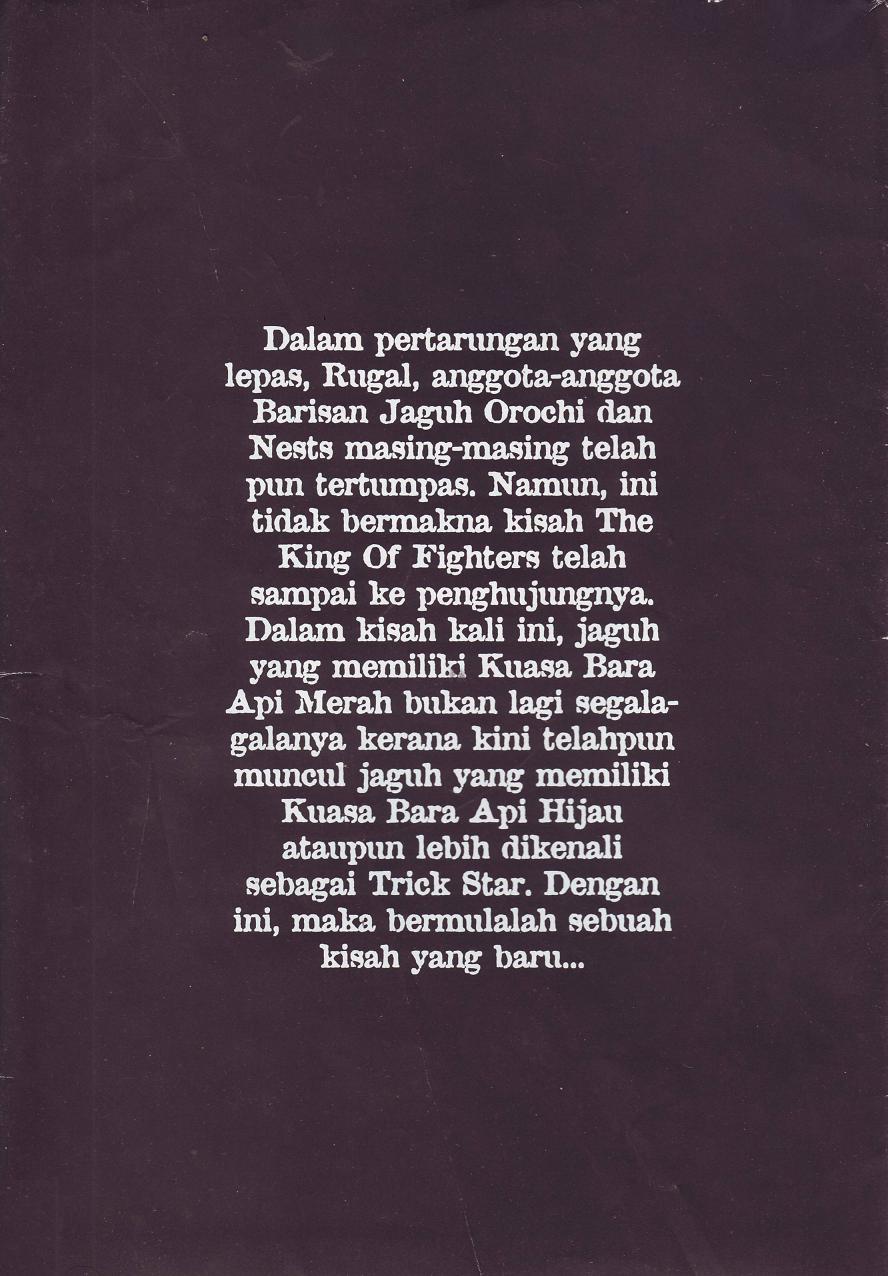 Dalam pertarungan yang
lepas, Rugal, anggota-anggota
Barisan Jaguh Orochi dan
Nests masing-masing telah
pun tertumpas. Namun, ini
tidak bermakna kisah The
King Of Fighters telah
sampai ke penghujungnya.
Dalam kisah kali ini, jaguh
yang memiliki Kuasa Bara
Api Merah bukan lagi segala-
galanya kerana kini telahpun
muncul jaguh yang memiliki
Kuasa Bara Api Hijau
ataupun lebih dikenali
sebagai Trick Star. Dengan
ini, maka bermulalah sebuah
kisah yang baru...